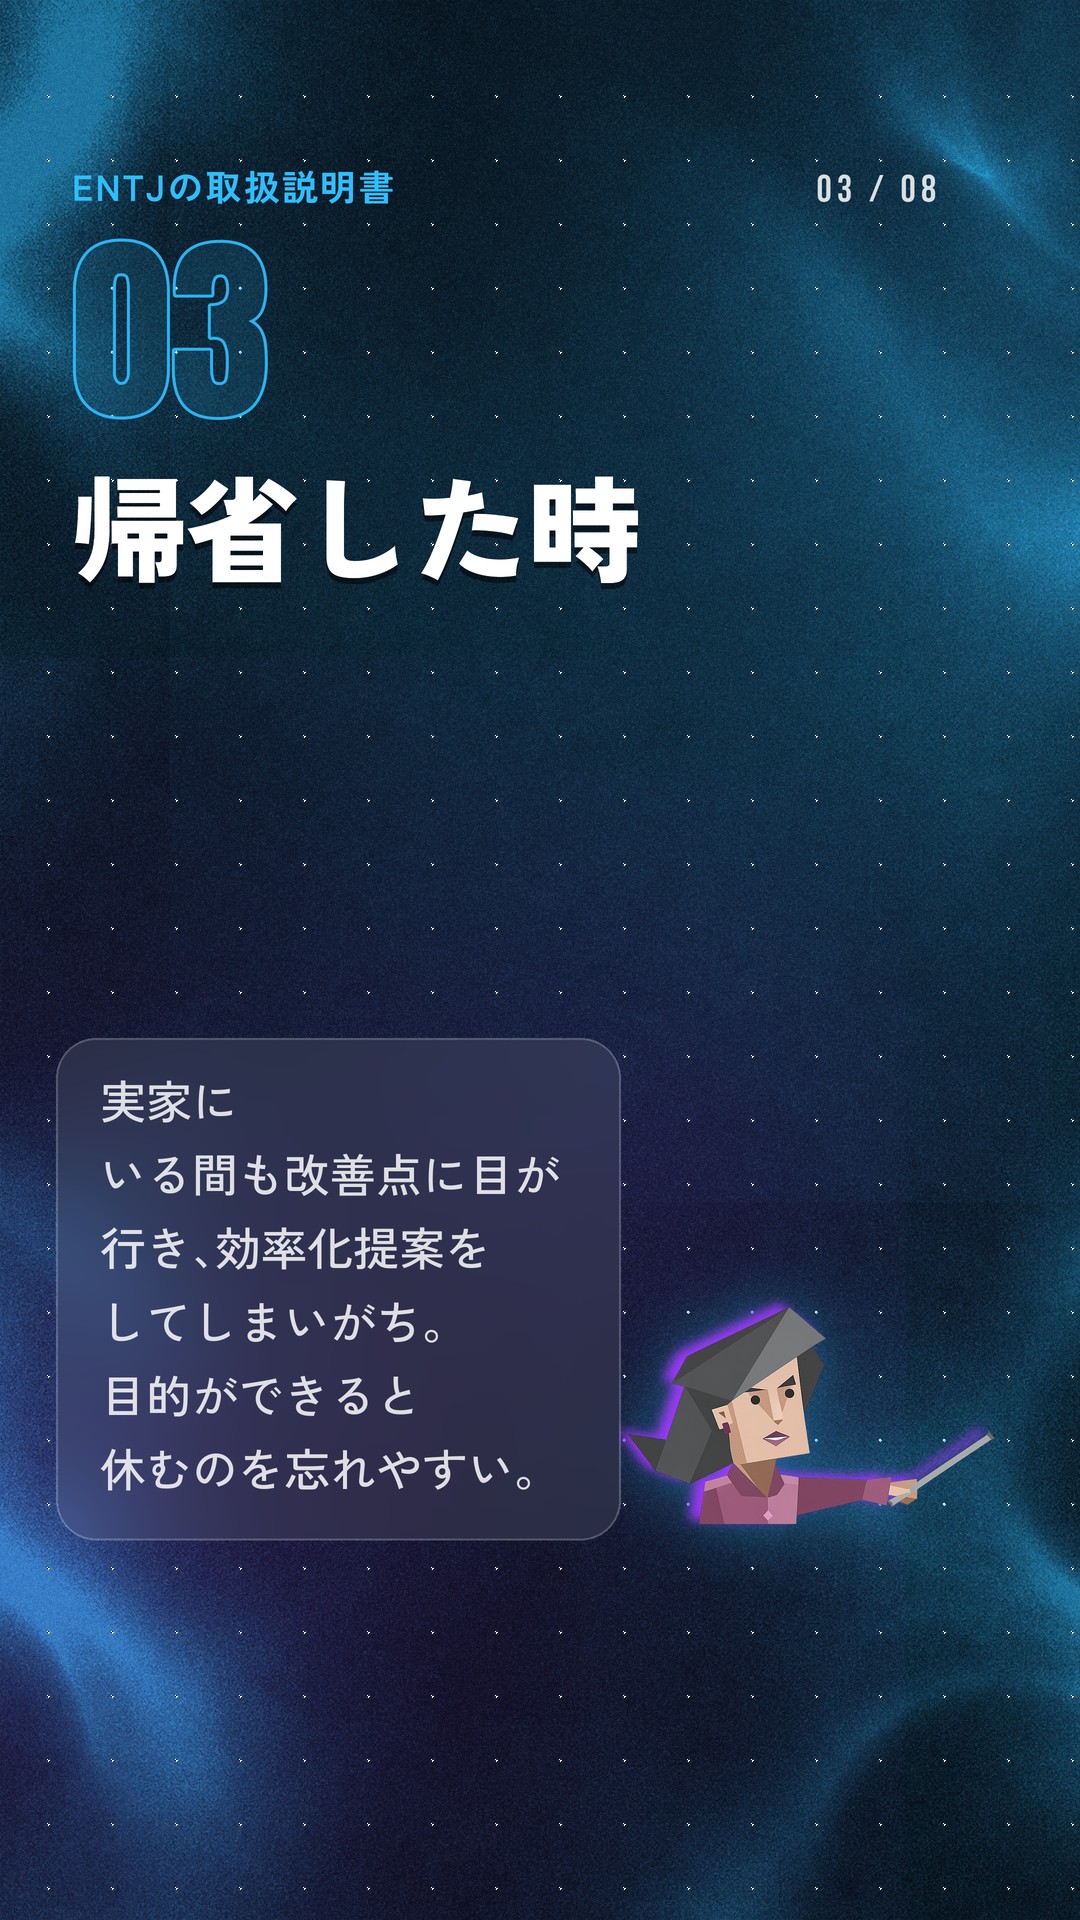 ENTJの取扱説明書
03 / 08
03
帰省した時
実家に
いる間も改善点に目が
行き、効率化提案を
してしまいがち。
目的ができると
休むのを忘れやすい。